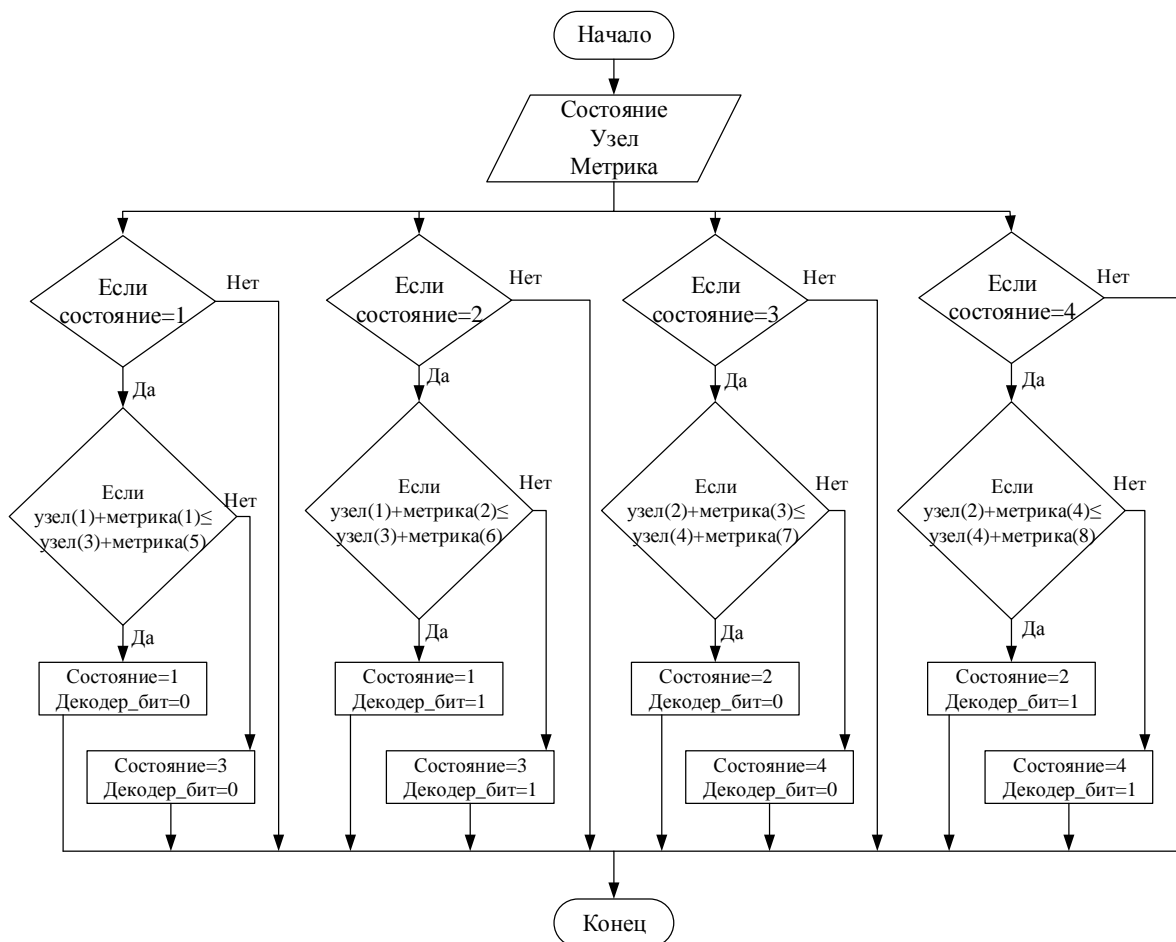 Начало
Состояние
Узел
Метрика
Если
состояние=1
Нет
Да
Если
состояние=2
Нет
Да
Если
состояние=3
Нет
Да
Если
состояние=4
Нет
Да
Если
узел(1)+метрика(1)≤
узел(3)+метрика(5)
Нет
Да
Если
узел(1)+метрика(2)≤
узел(3)+метрика(6)
Нет
Да
Если
узел(2)+метрика(3)≤
узел(4)+метрика(7)
Нет
Да
Если
узел(2)+метрика(4)≤
узел(4)+метрика(8)
Нет
Да
Состояние=1
Декодер_бит=0
Состояние=3
Декодер_бит=0
Состояние=1
Декодер_бит=1
Состояние=3
Декодер_бит=1
Состояние=2
Декодер_бит=0
Состояние=4
Декодер_бит=0
Состояние=2
Декодер_бит=1
Состояние=4
Декодер_бит=1
Конец